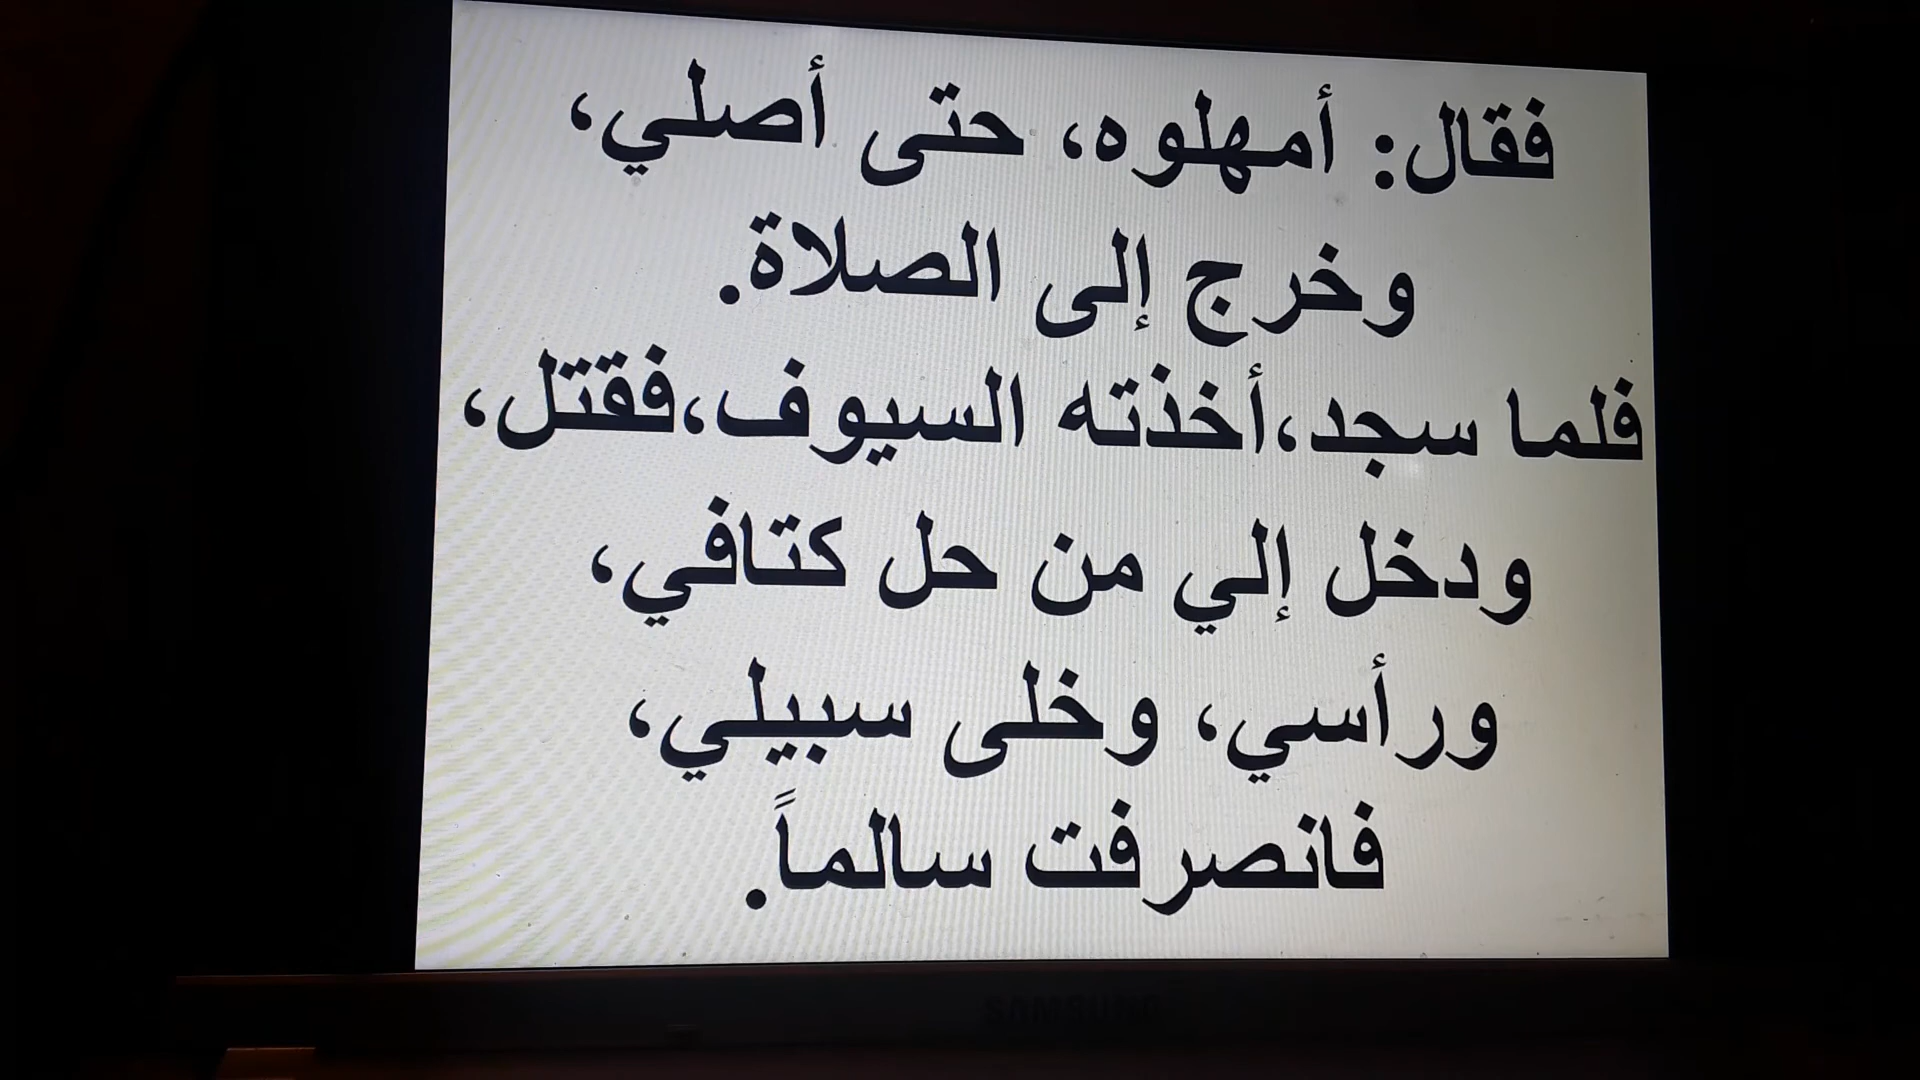 فقال: أمهلوه، حتى أصلي،
وخرج إلى الصلاة.
فلما سجد،أخذته السيوف،فقتل،
ودخل إلي من حل كتافي،
ورأسي، وخلى سبيلي،
فانصرفت سالماً.
SAMSUNG